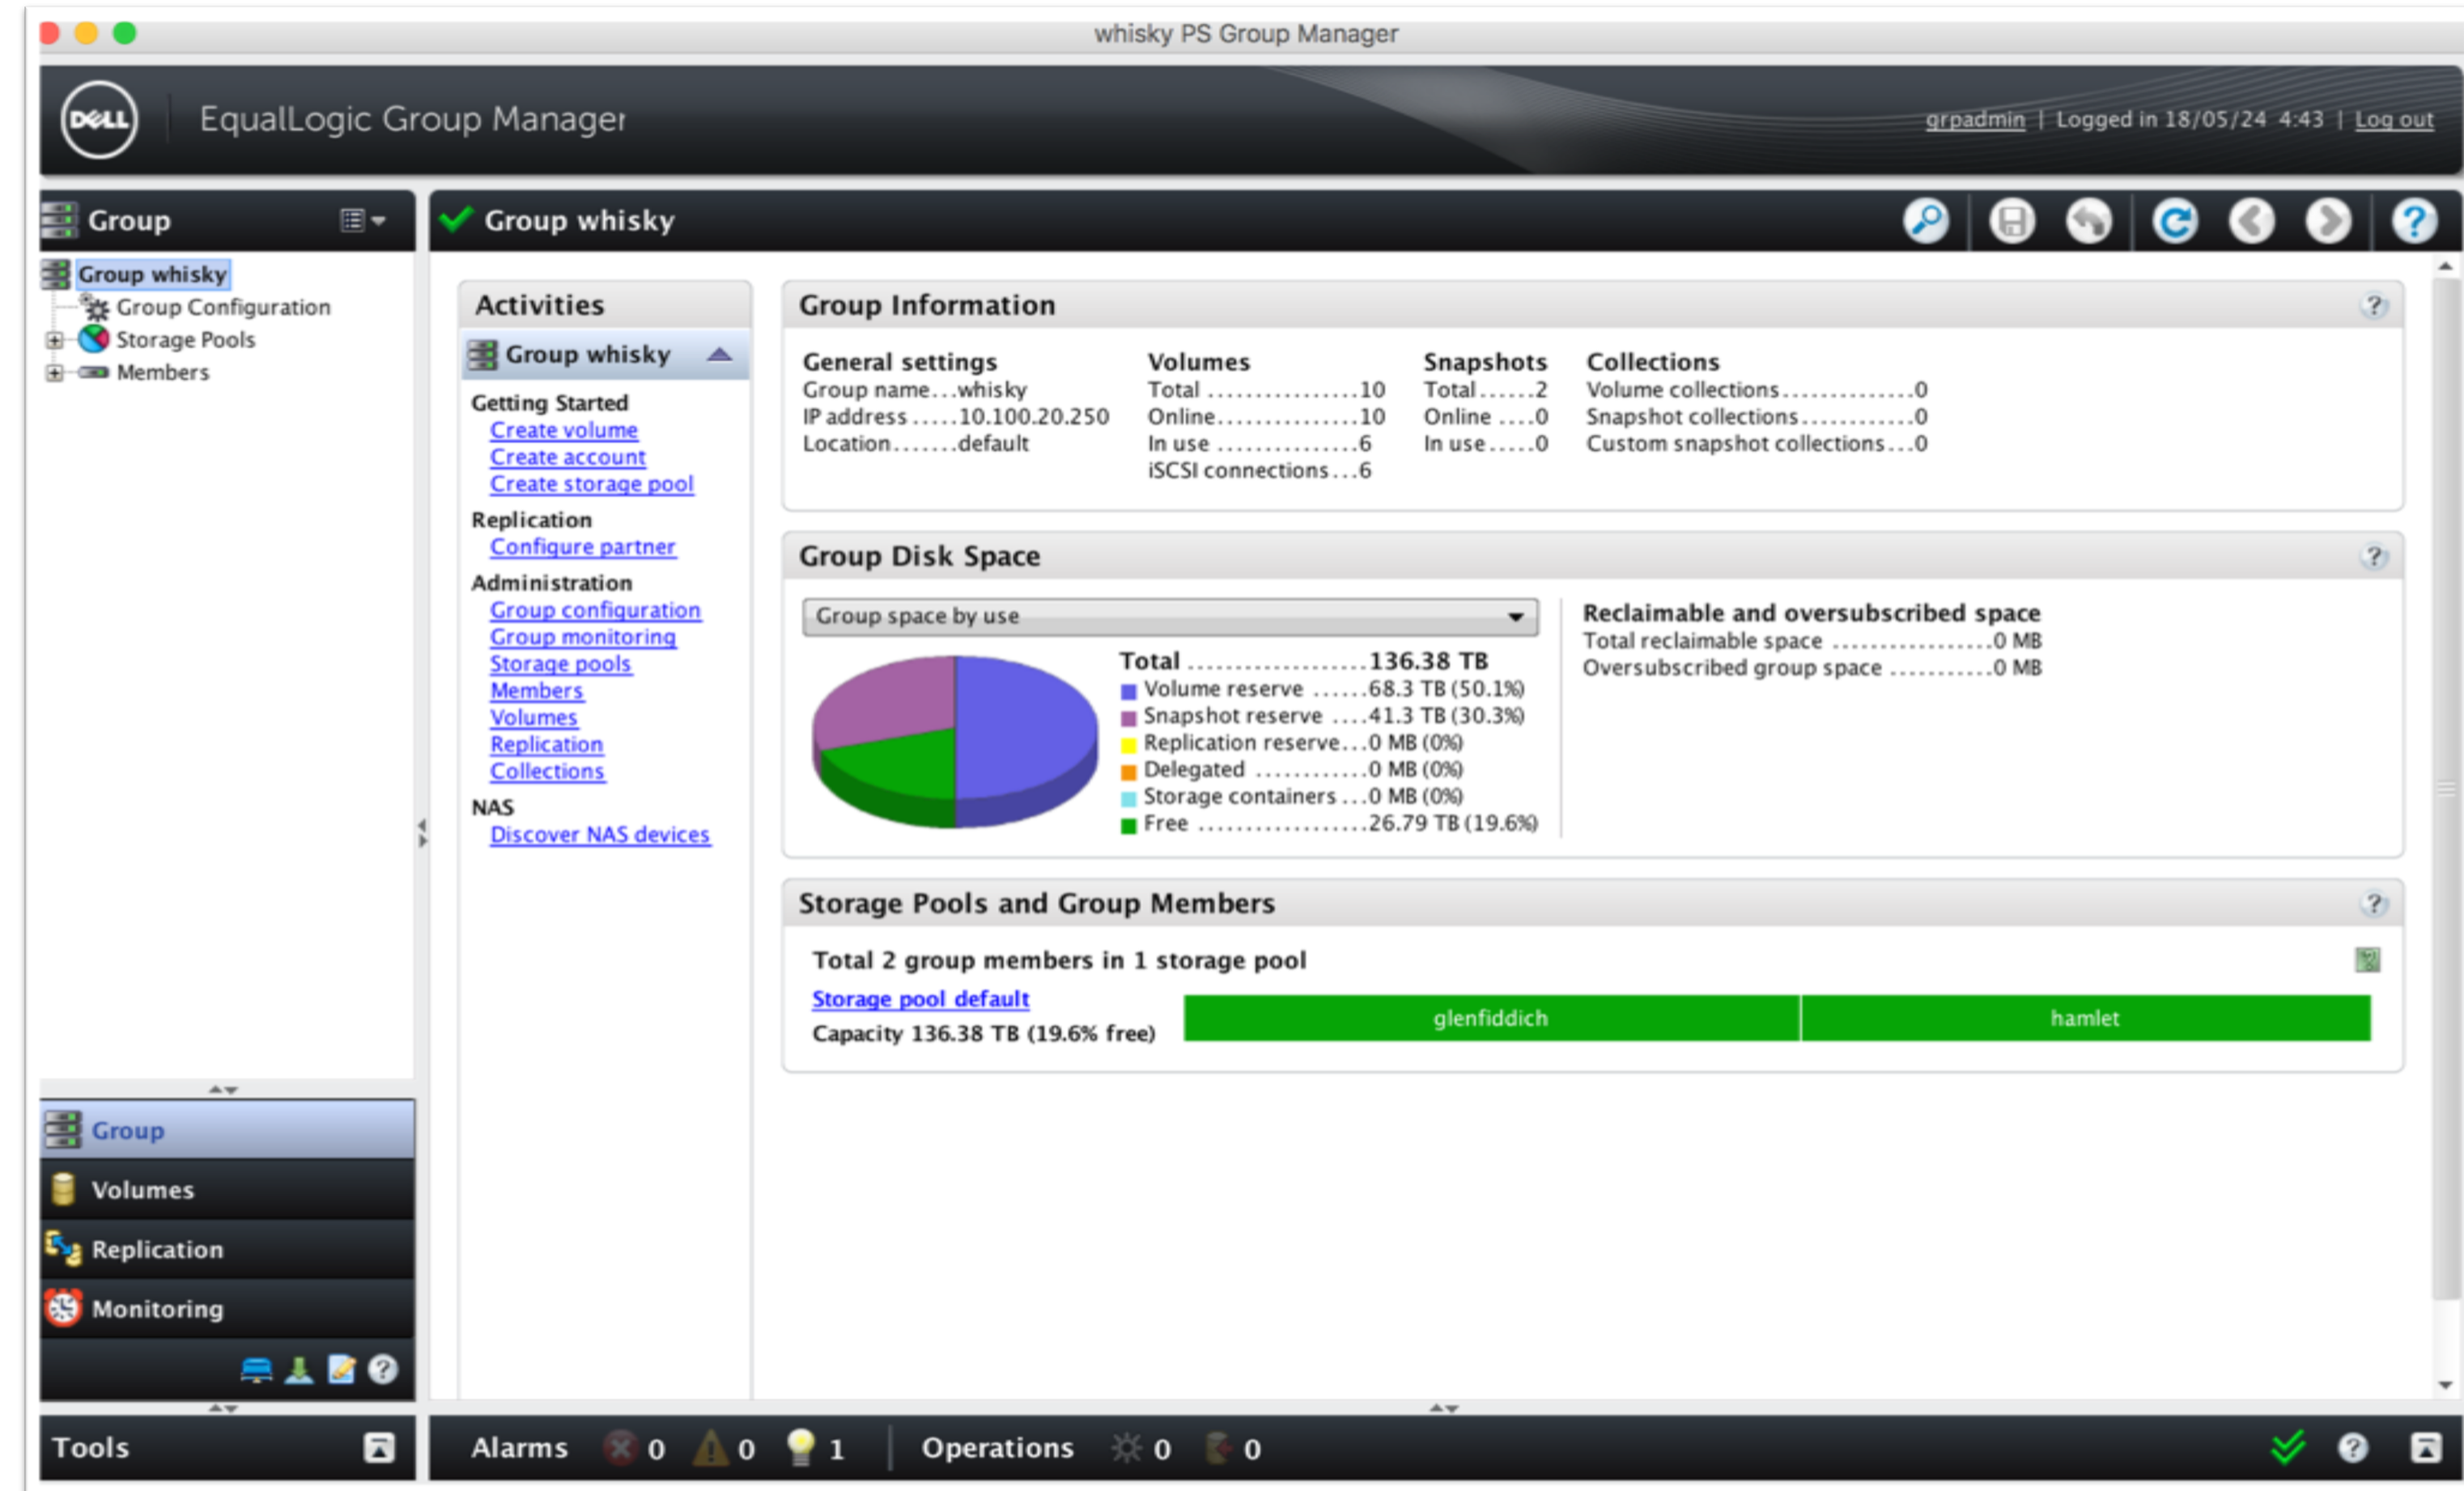 whisky PS Group Manager
DELL
EqualLogic Group Manager
grpadmin | Logged in 18/05/24 4:43 | Log out
Group
Group whisky
Group Configuration
Storage Pools
Members
Group
Volumes
Replication
Monitoring
Tools
Group whisky
Activities
Group whisky
Getting Started
Create volume
Create account
Create storage pool
Replication
Configure partner
Administration
Group configuration
Group monitoring
Storage pools
Members
Volumes
Replication
Collections
NAS
Discover NAS devices
Group Information
General settings
Group name...whisky
IP address .....10.100.20.250
Location.......default
Volumes
Total ................10
Online...............10
In use ...............6
iSCSI connections...6
Snapshots
Total......2
Online ....0
In use.....0
Collections
Volume collections..............0
Snapshot collections............0
Custom snapshot collections...0
Group Disk Space
Group space by use
Total ...................136.38 TB
Volume reserve ......68.3 TB (50.1%)
Snapshot reserve ....41.3 TB (30.3%)
Replication reserve...0 MB (0%)
Delegated ............0 MB (0%)
Storage containers ...0 MB (0%)
Free ..................26.79 TB (19.6%)
Reclaimable and oversubscribed space
Total reclaimable space .................0 MB
Oversubscribed group space ...........0 MB
Storage Pools and Group Members
Total 2 group members in 1 storage pool
Storage pool default
Capacity 136.38 TB (19.6% free)
glenfiddich
hamlet
Alarms 0 0 1 Operations 0 0